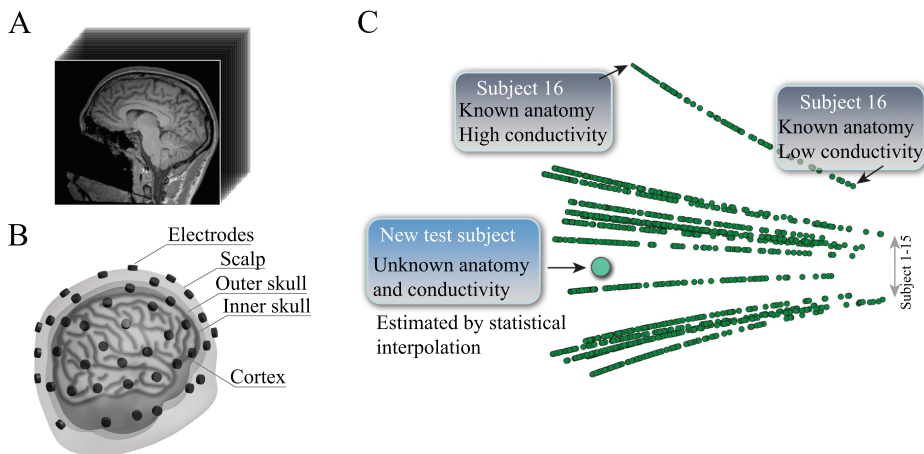 A
B
Electrodes
Scalp
Outer skull
Inner skull
Cortex
C
Subject 16
Known anatomy
High conductivity
Subject 16
Known anatomy
Low conductivity
New test subject
Unknown anatomy
and conductivity
Estimated by statistical
interpolation
Subject 1-15